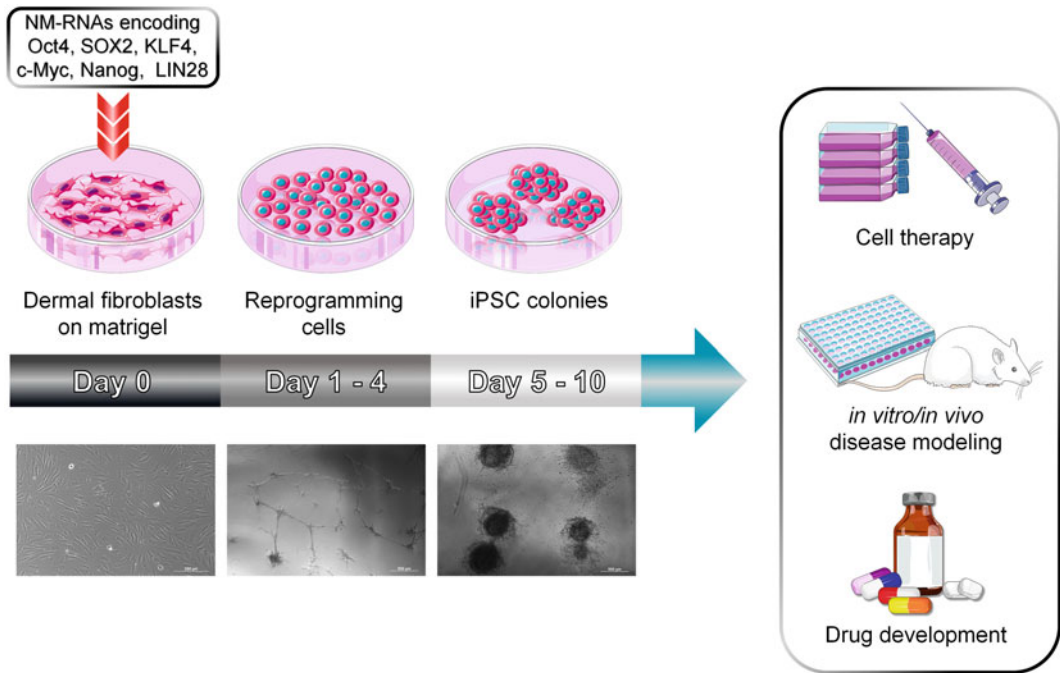 NM-RNAs encoding
Oct4, SOX2, KLF4,
c-Myc, Nanog, LIN28
Dermal fibroblasts
on matrigel
Reprogramming
cells
iPSC colonies
Day 0
Day 1 - 4
Day 5 - 10
Cell therapy
in vitro/in vivo
disease modeling
Drug development